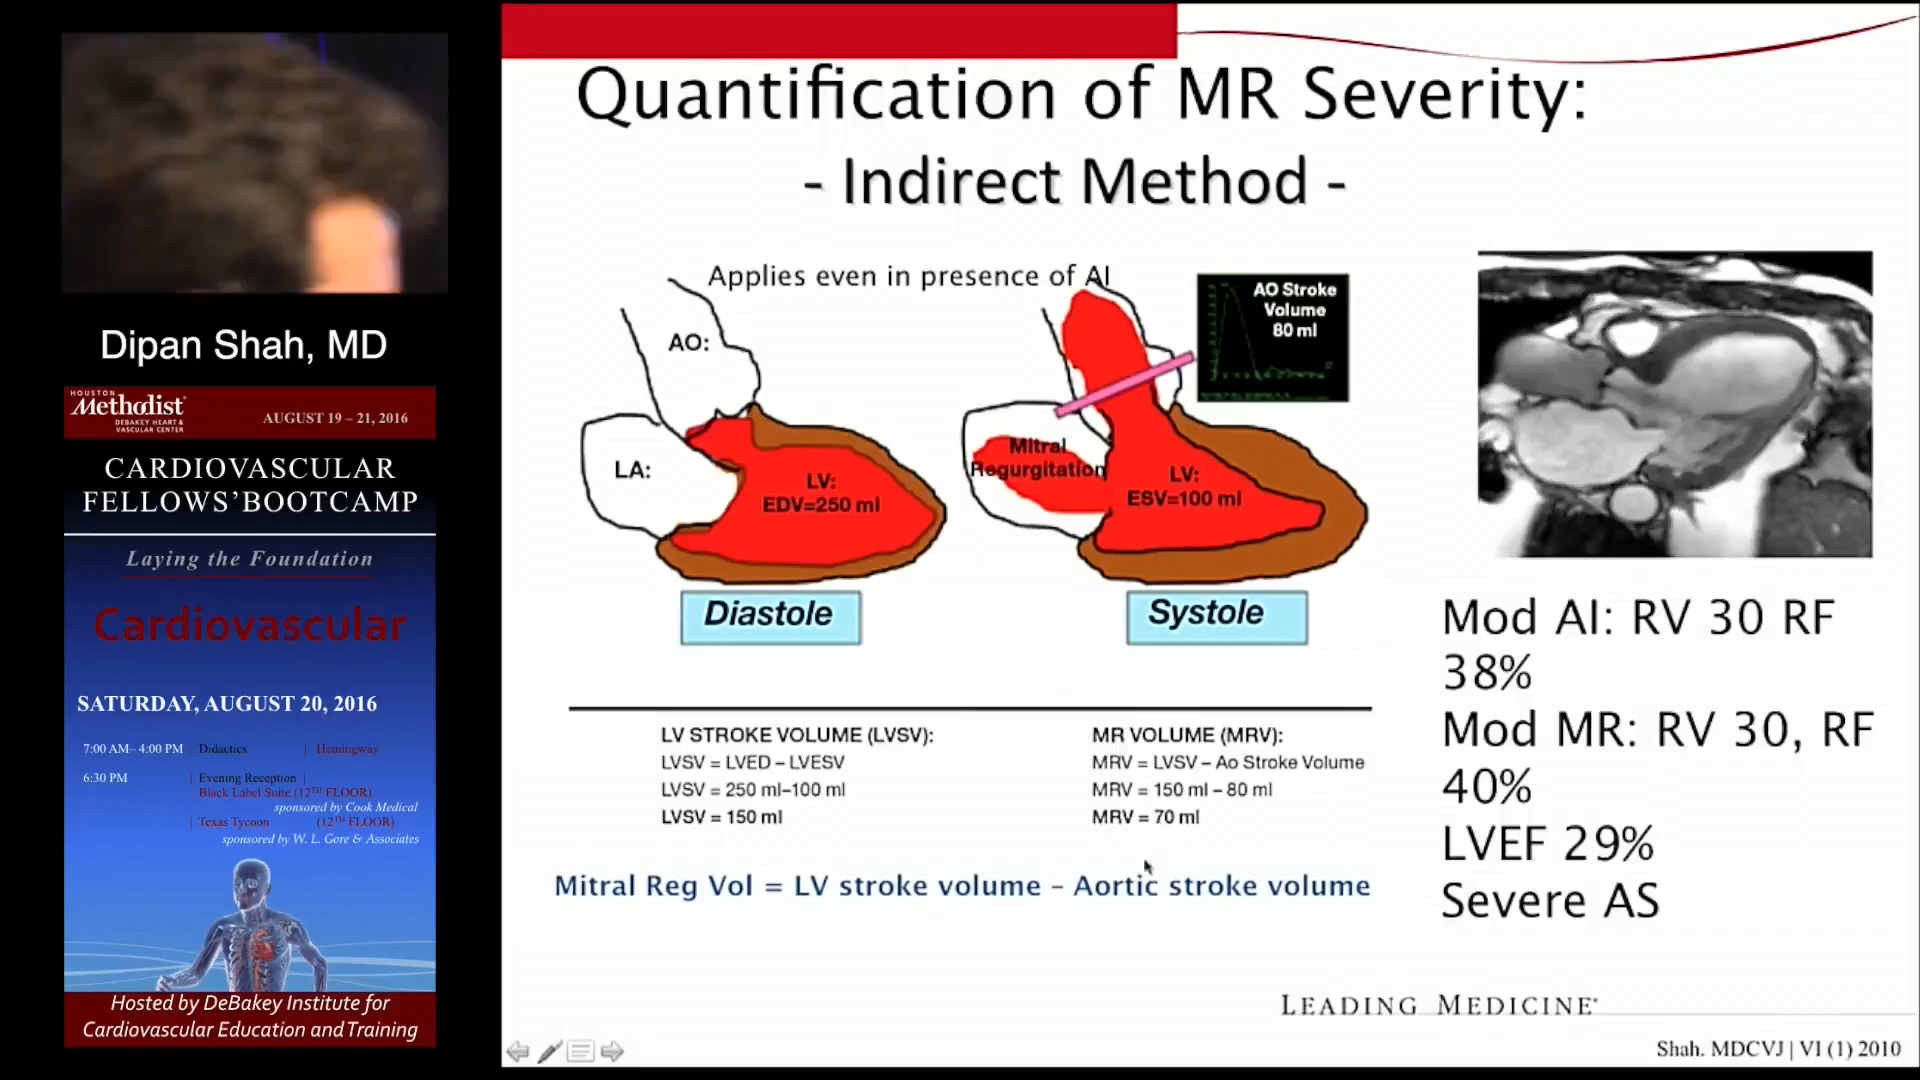 Dipan Shah, MD
HOUSTON
Methodist
DEBAKEY HEART &
VASCULAR CENTER
AUGUST 19 – 21, 2016
CARDIOVASCULAR
FELLOWS’BOOTCAMP
Laying the Foundation
Cardiovascular
SATURDAY, AUGUST 20, 2016
7:00 AM– 4:00 PM | Didactics | Hemingway
6:30 PM | Evening Reception |
Black Label Suite (12TH FLOOR)
sponsored by Cook Medical
| Texas Tycoon (12TH FLOOR)
sponsored by W. L. Gore & Associates
Hosted by DeBakey Institute for
Cardiovascular Education and Training
Quantification of MR Severity:
- Indirect Method -
Applies even in presence of AI
AO:
LA:
LV:
EDV=250 ml
Diastole
Mitral
Regurgitation
LV:
ESV=100 ml
AO Stroke
Volume
80 ml
Systole
LV STROKE VOLUME (LVSV):
LVSV = LVED – LVESV
LVSV = 250 ml–100 ml
LVSV = 150 ml
MR VOLUME (MRV):
MRV = LVSV – Ao Stroke Volume
MRV = 150 ml – 80 ml
MRV = 70 ml
Mitral Reg Vol = LV stroke volume – Aortic stroke volume
Mod AI: RV 30 RF
38%
Mod MR: RV 30, RF
40%
LVEF 29%
Severe AS
LEADING MEDICINE
Shah. MDCVJ | VI (1) 2010